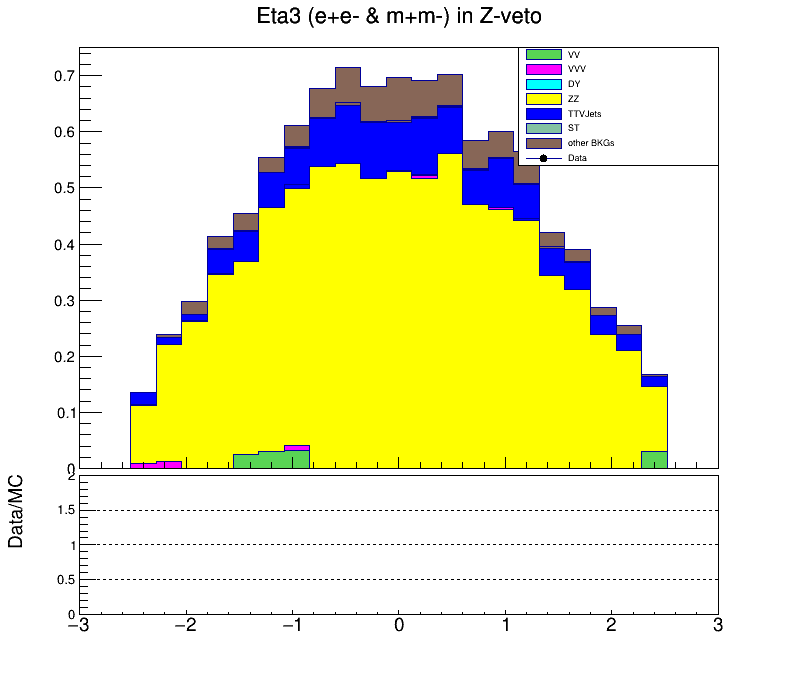 Eta3 (e+e- & m+m-) in Z-veto
VV
VVV
DY
ZZ
TTVJets
ST
other BKGs
Data
0.7
0.6
0.5
0.4
0.3
0.2
0.1
0
Data/MC
2
1.5
1
0.5
0
−3 −2 −1 0 1 2 3